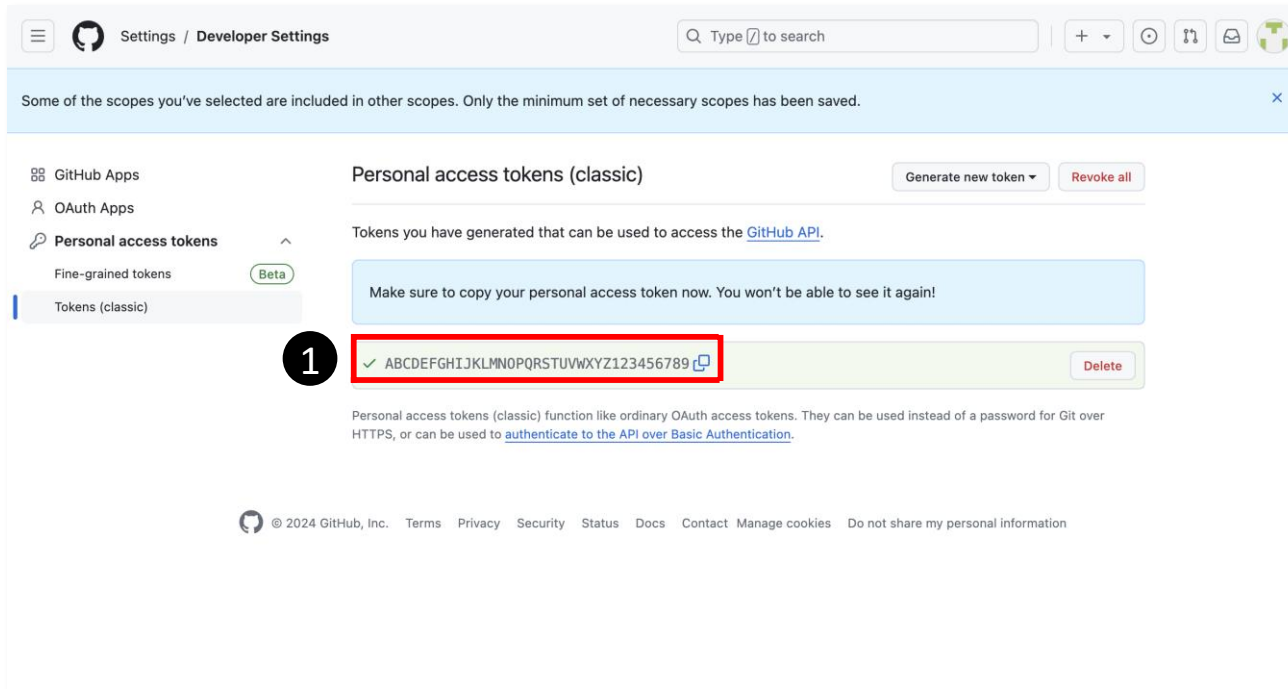 Settings / Developer Settings
Type / to search
Some of the scopes you've selected are included in other scopes. Only the minimum set of necessary scopes has been saved.
GitHub Apps
OAuth Apps
Personal access tokens
Fine-grained tokens Beta
Tokens (classic)
Personal access tokens (classic)
Generate new token
Revoke all
Tokens you have generated that can be used to access the GitHub API.
Make sure to copy your personal access token now. You won't be able to see it again!
1
ABCDEFGHIJKLMNOPQRSTUVWXYZ123456789
Delete
Personal access tokens (classic) function like ordinary OAuth access tokens. They can be used instead of a password for Git over
HTTPS, or can be used to authenticate to the API over Basic Authentication.
© 2024 GitHub, Inc. Terms Privacy Security Status Docs Contact Manage cookies Do not share my personal information